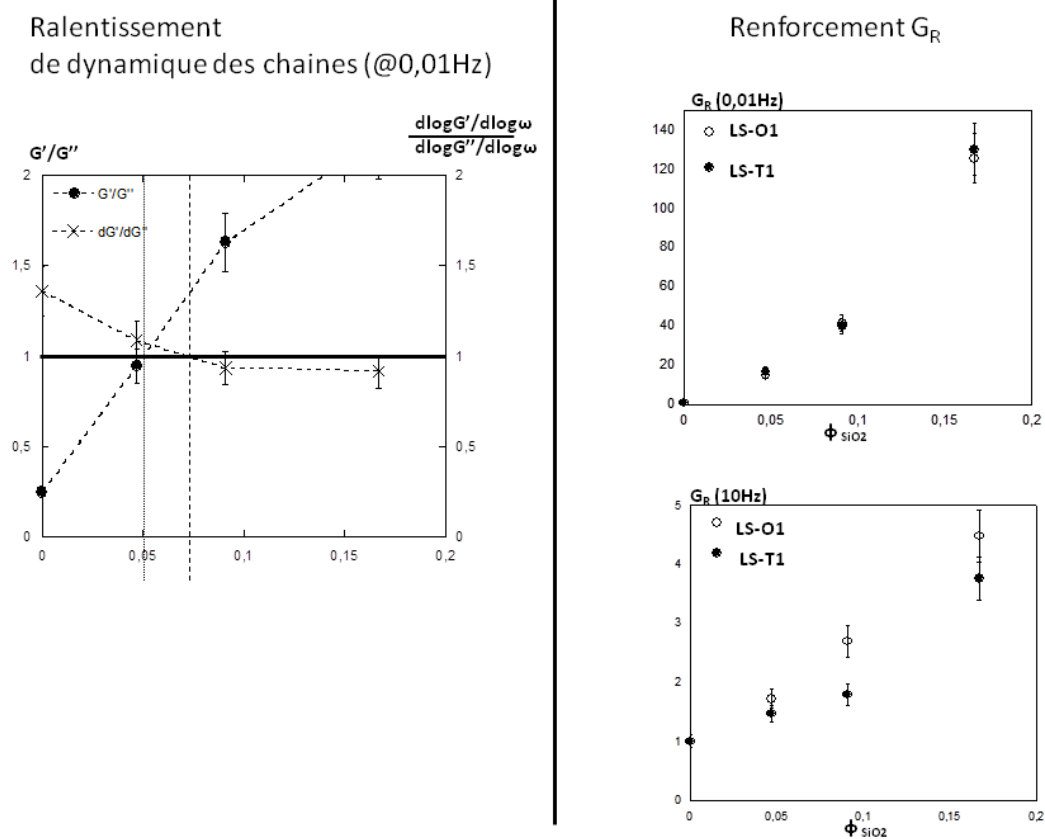 Ralentissement
de dynamique des chaines (@0,01Hz)
G'/G''
dlogG'/dlogω
dlogG''/dlogω
2
1,5
1
0,5
0
G'/G''
dG'/dG''
2
1,5
1
0,5
0
0
0,05
0,1
0,15
0,2
Renforcement G_R
G_R (0,01Hz)
LS-O1
LS-T1
140
120
100
80
60
40
20
0
0
0,05
0,1
0,15
0,2
Φ SiO2
G_R (10Hz)
LS-O1
LS-T1
5
4
3
2
1
0
0
0,05
0,1
0,15
0,2
Φ SiO2